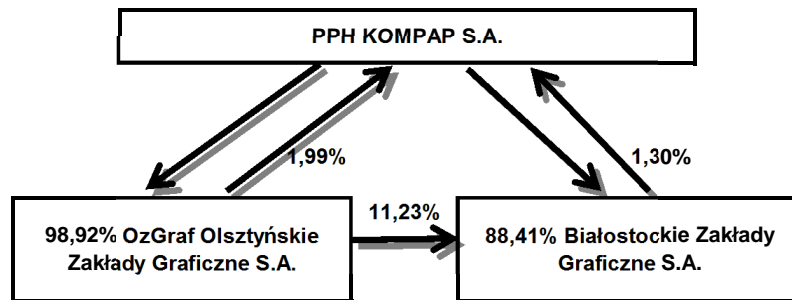 PPH KOMPAP S.A.
1,99%
1,30%
11,23%
98,92% OzGraf Olsztyńskie
Zakłady Graficzne S.A.
88,41% Białostockie Zakłady
Graficzne S.A.